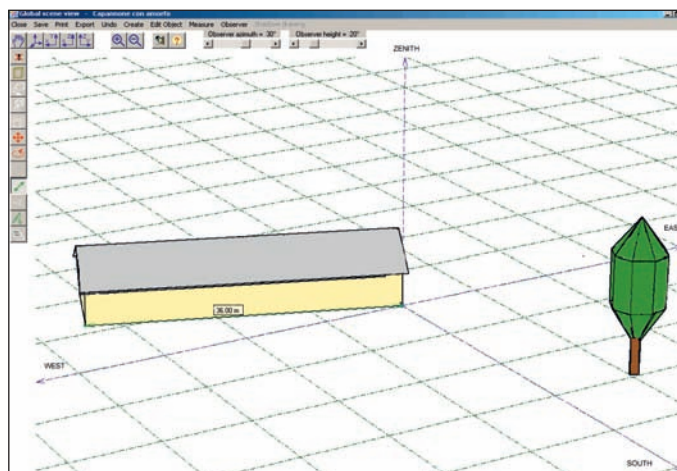 Global scene view - Capannone con amorfo
Close Save Print Export Undo Create Edit Object Measure Observer
Observer azimuth = 30° Observer height = 20°
ZENITH
EAS
36.00 m
WEST
SOUTH